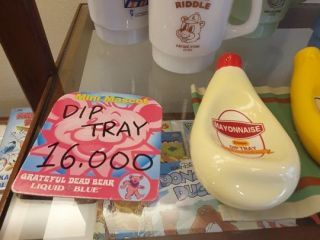 RIDDLE
Mini Mascot
DIP
TRAY
16.000
GRATEFUL DEAD BEAR
LIQUID BLUE
MAYONNAISE
DIP TRAY